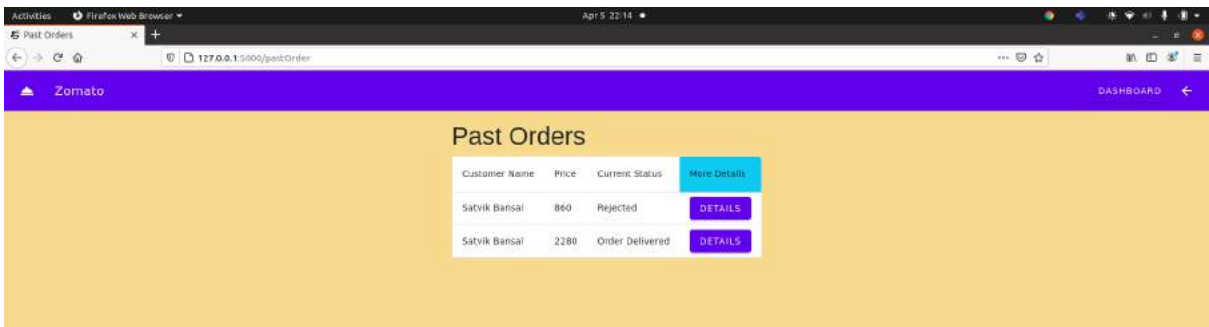 Activities Firefox Web Browser Apr 5 22:14
Past Orders
127.0.0.1:5000/pastOrder
Zomato DASHBOARD
Past Orders
Customer Name Price Current Status More Details
Satvik Bansal 860 Rejected DETAILS
Satvik Bansal 2280 Order Delivered DETAILS